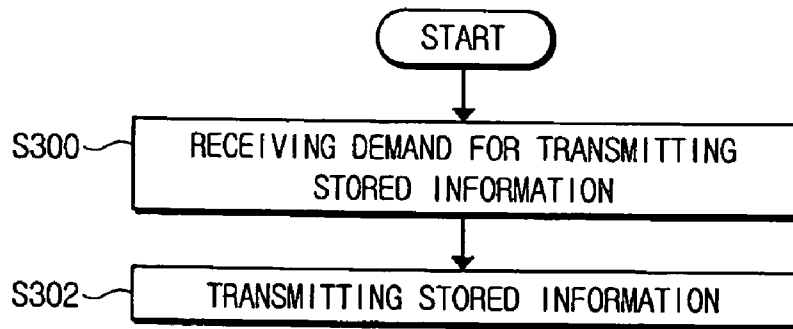 START
S300
RECEIVING DEMAND FOR TRANSMITTING
STORED INFORMATION
S302
TRANSMITTING STORED INFORMATION